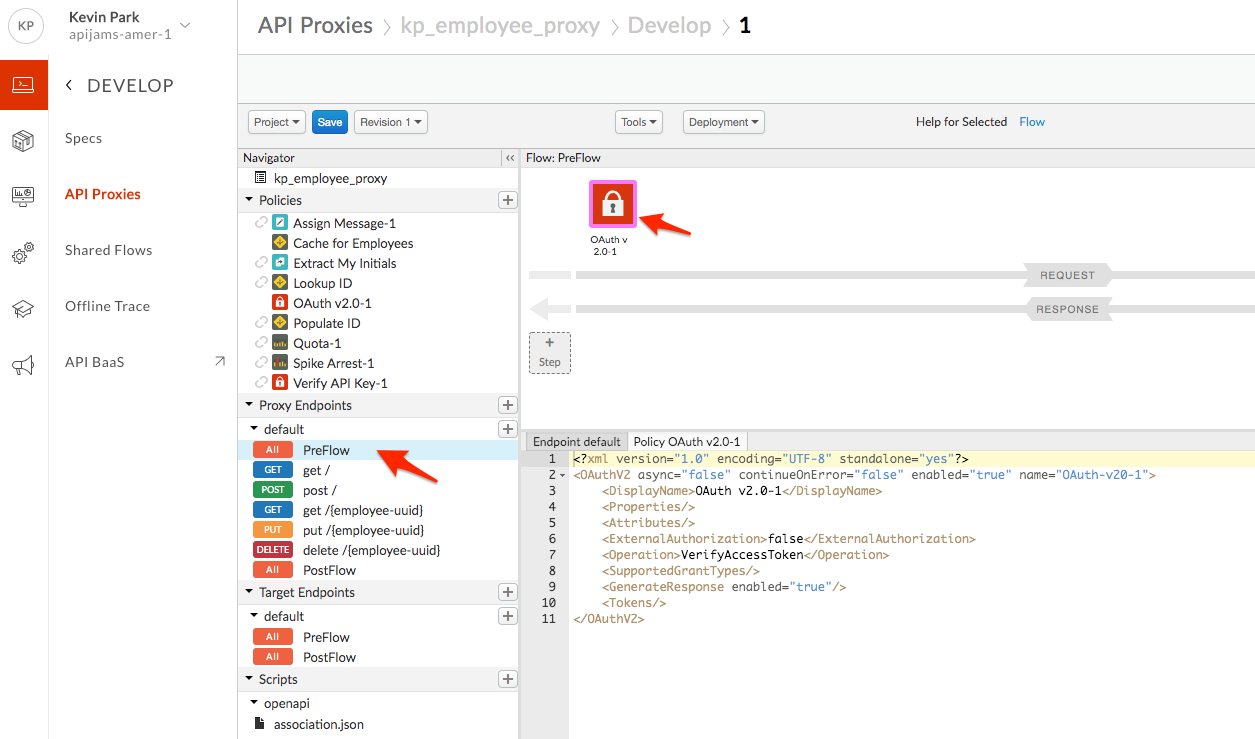 KP
Kevin Park
apijams-amer-1
API Proxies > kp_employee_proxy > Develop > 1
DEVELOP
Specs
API Proxies
Shared Flows
Offline Trace
API BaaS
Project
Save
Revision 1
Tools
Deployment
Help for Selected
Flow
Navigator
kp_employee_proxy
Policies
Assign Message-1
Cache for Employees
Extract My Initials
Lookup ID
OAuth v2.0-1
Populate ID
Quota-1
Spike Arrest-1
Verify API Key-1
Proxy Endpoints
default
All PreFlow
GET get /
POST post /
GET get /{employee-uuid}
PUT put /{employee-uuid}
DELETE delete /{employee-uuid}
All PostFlow
Target Endpoints
default
All PreFlow
All PostFlow
Scripts
openapi
association.json
Flow: PreFlow
OAuth v
2.0-1
REQUEST
RESPONSE
+
Step
Endpoint default
Policy OAuth v2.0-1
1 <?xml version="1.0" encoding="UTF-8" standalone="yes"?>
2 <OAuthV2 async="false" continueOnError="false" enabled="true" name="OAuth-v20-1">
3 <DisplayName>OAuth v2.0-1</DisplayName>
4 <Properties/>
5 <Attributes/>
6 <ExternalAuthorization>false</ExternalAuthorization>
7 <Operation>VerifyAccessToken</Operation>
8 <SupportedGrantTypes/>
9 <GenerateResponse enabled="true"/>
10 <Tokens/>
11 </OAuthV2>